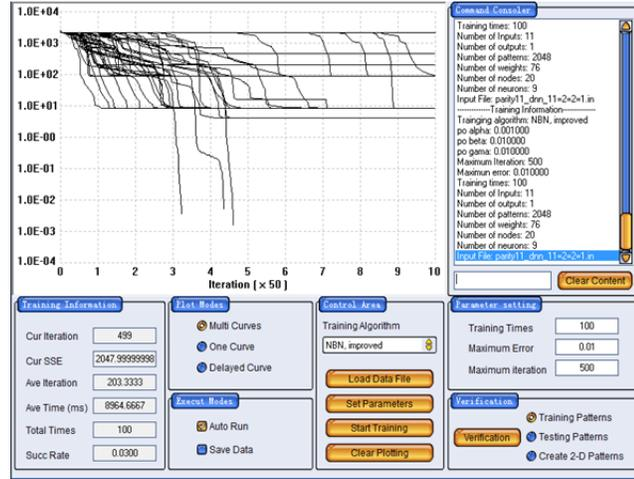 1.0E+04
1.0E+03
1.0E+02
1.0E+01
1.0E-00
1.0E-01
1.0E-02
1.0E-03
1.0E-04
0 1 2 3 4 5 6 7 8 9 10
Iteration [ x 50 ]
Command Consoler
Training times: 100
Number of Inputs: 11
Number of outputs: 1
Number of patterns: 2048
Number of weights: 76
Number of nodes: 20
Number of neurons: 9
Input File: parity11_dnn_11=2=2=1.in
------------Training Information------------
Trainging algorithm: NBN, improved
po alpha: 0.001000
po beta: 0.010000
po gama: 0.010000
Maximum Iteration: 500
Maximun error: 0.010000
Training times: 100
Number of Inputs: 11
Number of outputs: 1
Number of patterns: 2048
Number of weights: 76
Number of nodes: 20
Number of neurons: 9
Input File: parity11_dnn_11=2=2=1.in
Clear Content
Training Information
Cur Iteration 499
Cur SSE 2047.99999998
Ave Iteration 203.3333
Ave Time (ms) 8964.6667
Total Times 100
Succ Rate 0.0300
Plot Modes
Multi Curves
One Curve
Delayed Curve
Execut Modes
Auto Run
Save Data
Control Area
Training Algorithm
NBN, improved
Load Data File
Set Parameters
Start Training
Clear Plotting
Parameter setting
Training Times 100
Maximum Error 0.01
Maximum iteration 500
Verification
Verification
Training Patterns
Testing Patterns
Create 2-D Patterns